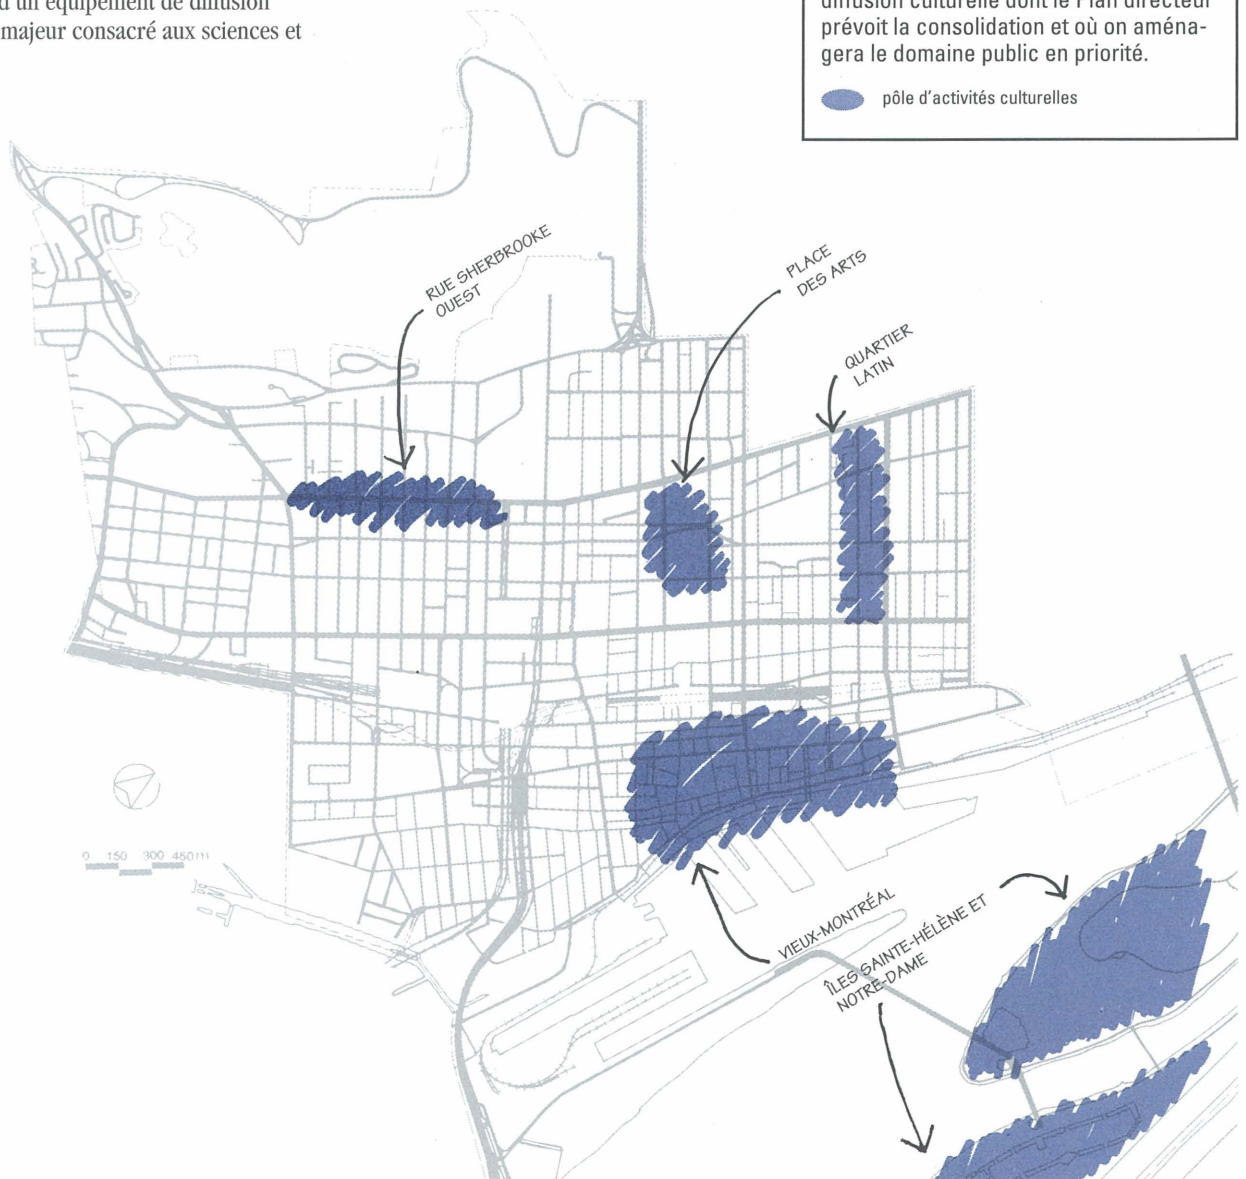 d'un équipement de diffusion
majeur consacré aux sciences et
diffusion culturelle dont le Plan directeur
prévoit la consolidation et où on aména-
gera le domaine public en priorité.
pôle d'activités culturelles
RUE SHERBROOKE
OUEST
PLACE
DES ARTS
QUARTIER
LATIN
0 150 300 450m
VIEUX-MONTRÉAL
ÎLES SAINTE-HÉLÈNE ET
NOTRE-DAME